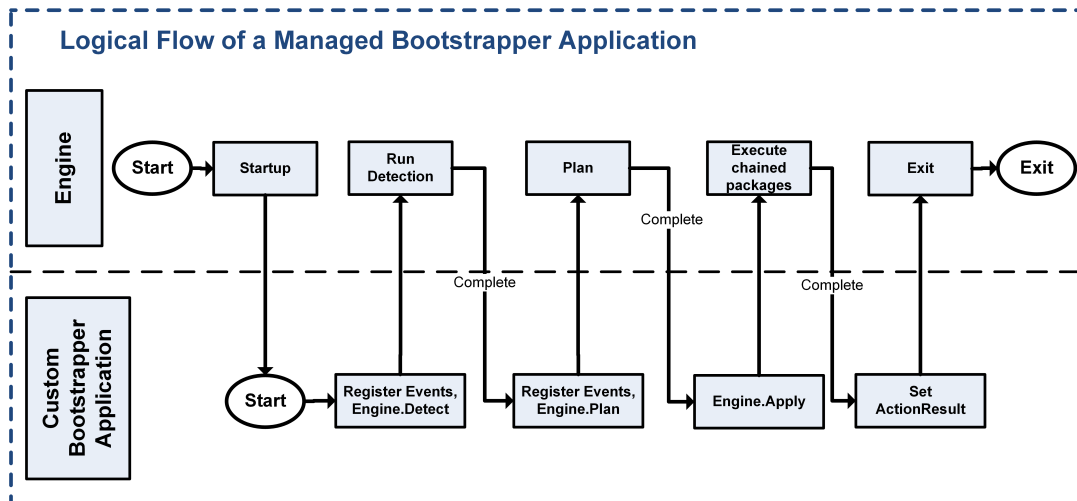 Logical Flow of a Managed Bootstrapper Application
Engine
Start
Startup
Run
Detection
Plan
Execute
chained
packages
Exit
Exit
Complete
Complete
Complete
Custom
Bootstrapper
Application
Start
Register Events,
Engine.Detect
Register Events,
Engine.Plan
Engine.Apply
Set
ActionResult